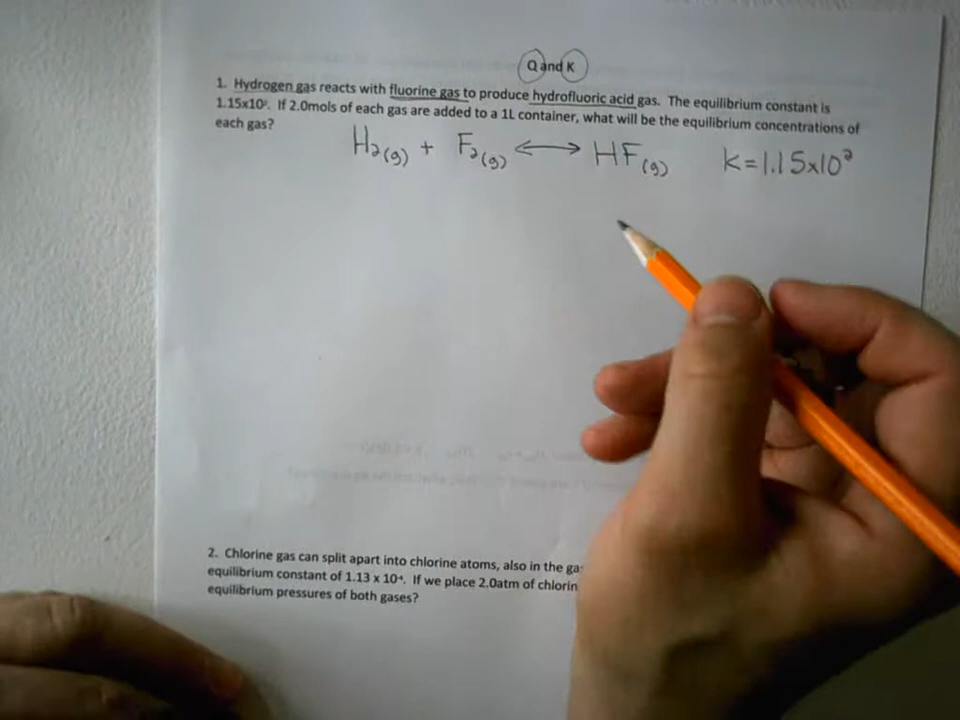 Q and K
1. Hydrogen gas reacts with fluorine gas to produce hydrofluoric acid gas. The equilibrium constant is
1.15x10². If 2.0mols of each gas are added to a 1L container, what will be the equilibrium concentrations of
each gas?
H₂(g) + F₂(g) ⟷ HF(g) K=1.15x10²
2. Chlorine gas can split apart into chlorine atoms, also in the
equilibrium constant of 1.13 x 10⁻⁴. If we place 2.0atm of
equilibrium pressures of both gases?